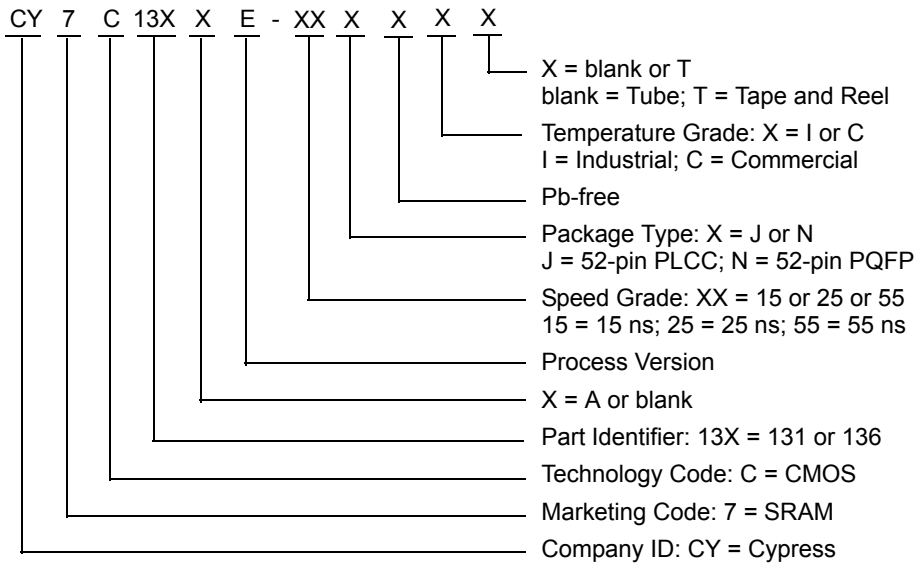 CY 7 C 13X X E - XX X X X X
X = blank or T
blank = Tube; T = Tape and Reel
Temperature Grade: X = I or C
I = Industrial; C = Commercial
Pb-free
Package Type: X = J or N
J = 52-pin PLCC; N = 52-pin PQFP
Speed Grade: XX = 15 or 25 or 55
15 = 15 ns; 25 = 25 ns; 55 = 55 ns
Process Version
X = A or blank
Part Identifier: 13X = 131 or 136
Technology Code: C = CMOS
Marketing Code: 7 = SRAM
Company ID: CY = Cypress